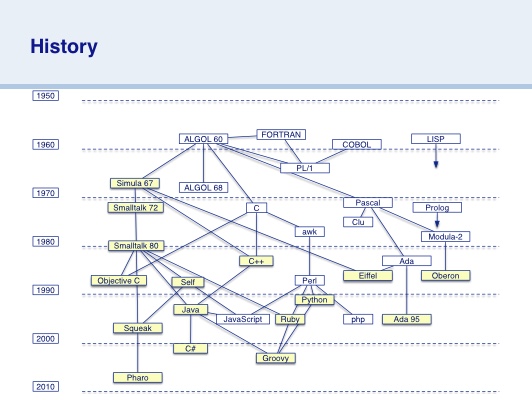 History
1950
FORTRAN
ALGOL 60
COBOL
LISP
1960
PL/1
Simula 67
ALGOL 68
1970
Smalltalk 72
C
Pascal
Prolog
Clu
awk
Modula-2
1980
Smalltalk 80
C++
Ada
Objective C
Self
Perl
Eiffel
Oberon
1990
Python
Java
JavaScript
Ruby
php
Ada 95
Squeak
2000
C#
Groovy
Pharo
2010